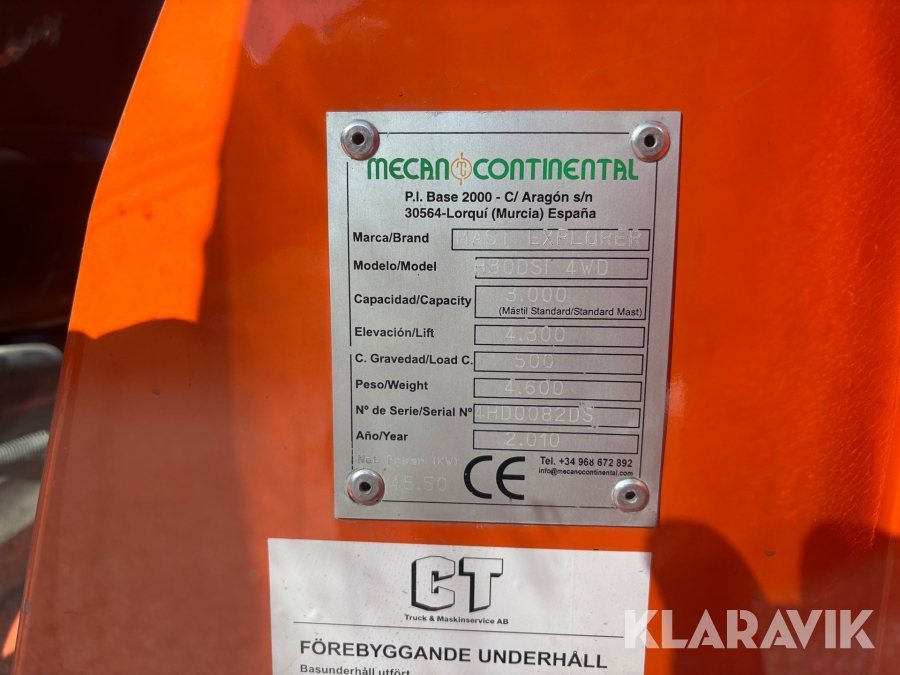 MECANOCONTINENTAL
P.I. Base 2000 - C/ Aragón s/n
30564-Lorquí (Murcia) España
Marca/Brand MAST EXPLORER
Modelo/Model H30DST 4WD
Capacidad/Capacity 3.000
(Mástil Standard/Standard Mast)
Elevación/Lift 4.300
C. Gravedad/Load C. 500
Peso/Weight 4.600
Nº de Serie/Serial Nº 4HD0082DS
Año/Year 2.010
Net Power (KW)
45.50
CE
Tel. +34 968 672 892
info@mecanocontinental.com
CT
Truck & Maskinservice AB
FÖREBYGGANDE UNDERHÅLL
Basunderhåll utfört
KLARAVIK